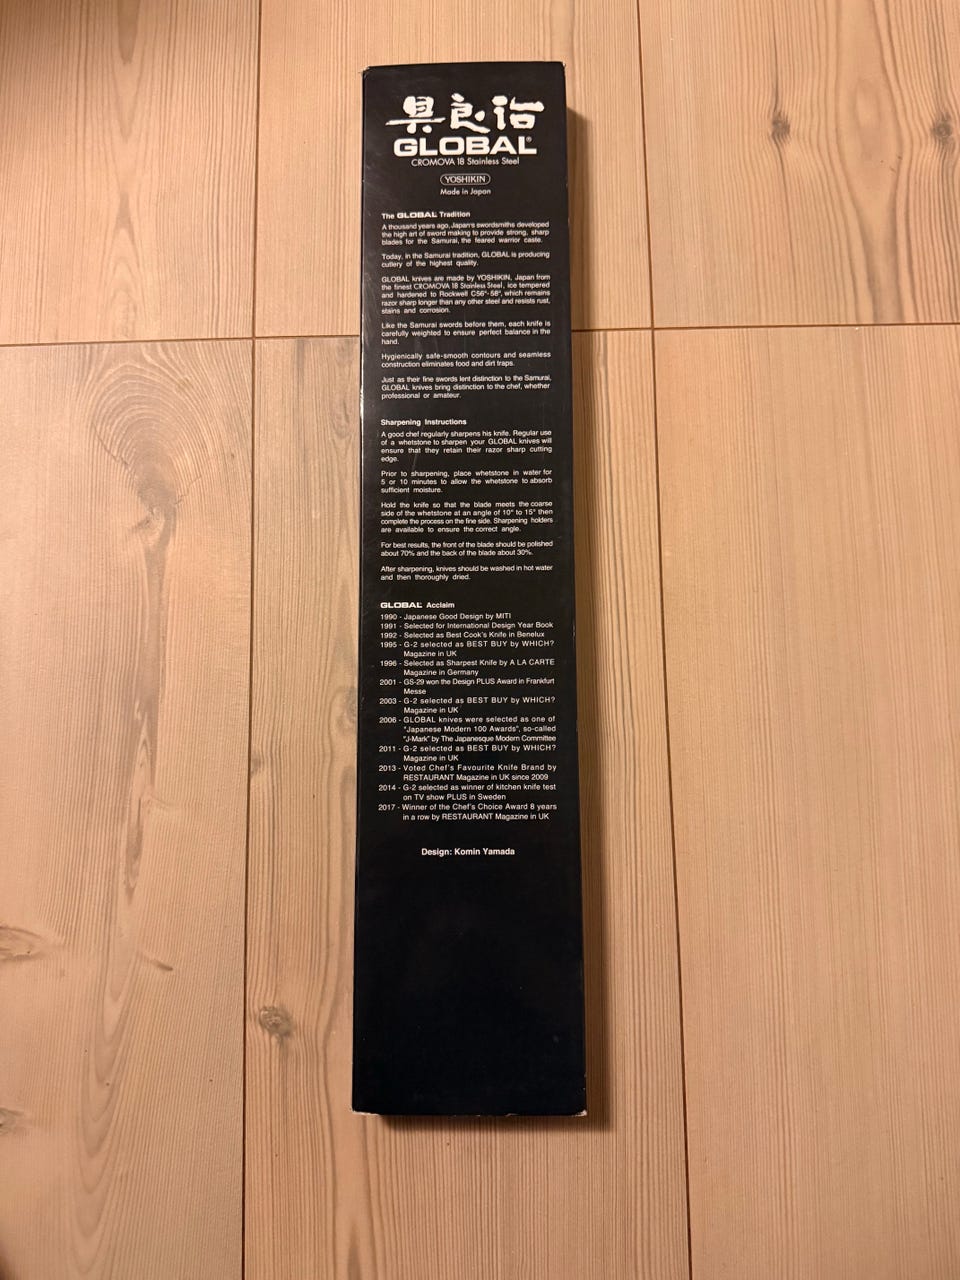 具良治
GLOBAL®
CROMOVA 18 Stainless Steel
YOSHIKIN
Made in Japan
The GLOBAL Tradition
A thousand years ago, Japan's swordsmiths developed
the high art of sword making to provide strong, sharp
blades for the Samurai, the feared warrior caste.
Today, in the Samurai tradition, GLOBAL is producing
cutlery of the highest quality.
GLOBAL knives are made by YOSHIKIN, Japan from
the finest CROMOVA 18 Stainless Steel, ice tempered
and hardened to Rockwell C56°- 58°, which remains
razor sharp longer than any other steel and resists rust,
stains and corrosion.
Like the Samurai swords before them, each knife is
carefully weighted to ensure perfect balance in the
hand.
Hygienically safe-smooth contours and seamless
construction eliminates food and dirt traps.
Just as their fine swords lent distinction to the Samurai,
GLOBAL knives bring distinction to the chef, whether
professional or amateur.
Sharpening Instructions
A good chef regularly sharpens his knife. Regular use
of a whetstone to sharpen your GLOBAL knives will
ensure that they retain their razor sharp cutting
edge.
Prior to sharpening, place whetstone in water for
5 or 10 minutes to allow the whetstone to absorb
sufficient moisture.
Hold the knife so that the blade meets the coarse
side of the whetstone at an angle of 10° to 15° then
complete the process on the fine side. Sharpening holders
are available to ensure the correct angle.
For best results, the front of the blade should be polished
about 70% and the back of the blade about 30%.
After sharpening, knives should be washed in hot water
and then thoroughly dried.
GLOBAL Acclaim
1990 - Japanese Good Design by MITI
1991 - Selected for International Design Year Book
1992 - Selected as Best Cook's Knife in Benelux
1995 - G-2 selected as BEST BUY by WHICH?
Magazine in UK
1996 - Selected as Sharpest Knife by A LA CARTE
Magazine in Germany
2001 - GS-29 won the Design PLUS Award in Frankfurt
Messe
2003 - G-2 selected as BEST BUY by WHICH?
Magazine in UK
2006 - GLOBAL knives were selected as one of
"Japanese Modern 100 Awards", so-called
"J-Mark" by The Japanesque Modern Committee
2011 - G-2 selected as BEST BUY by WHICH?
Magazine in UK
2013 - Voted Chef's Favourite Knife Brand by
RESTAURANT Magazine in UK since 2009
2014 - G-2 selected as winner of kitchen knife test
on TV show PLUS in Sweden
2017 - Winner of the Chef's Choice Award 8 years
in a row by RESTAURANT Magazine in UK
Design: Komin Yamada